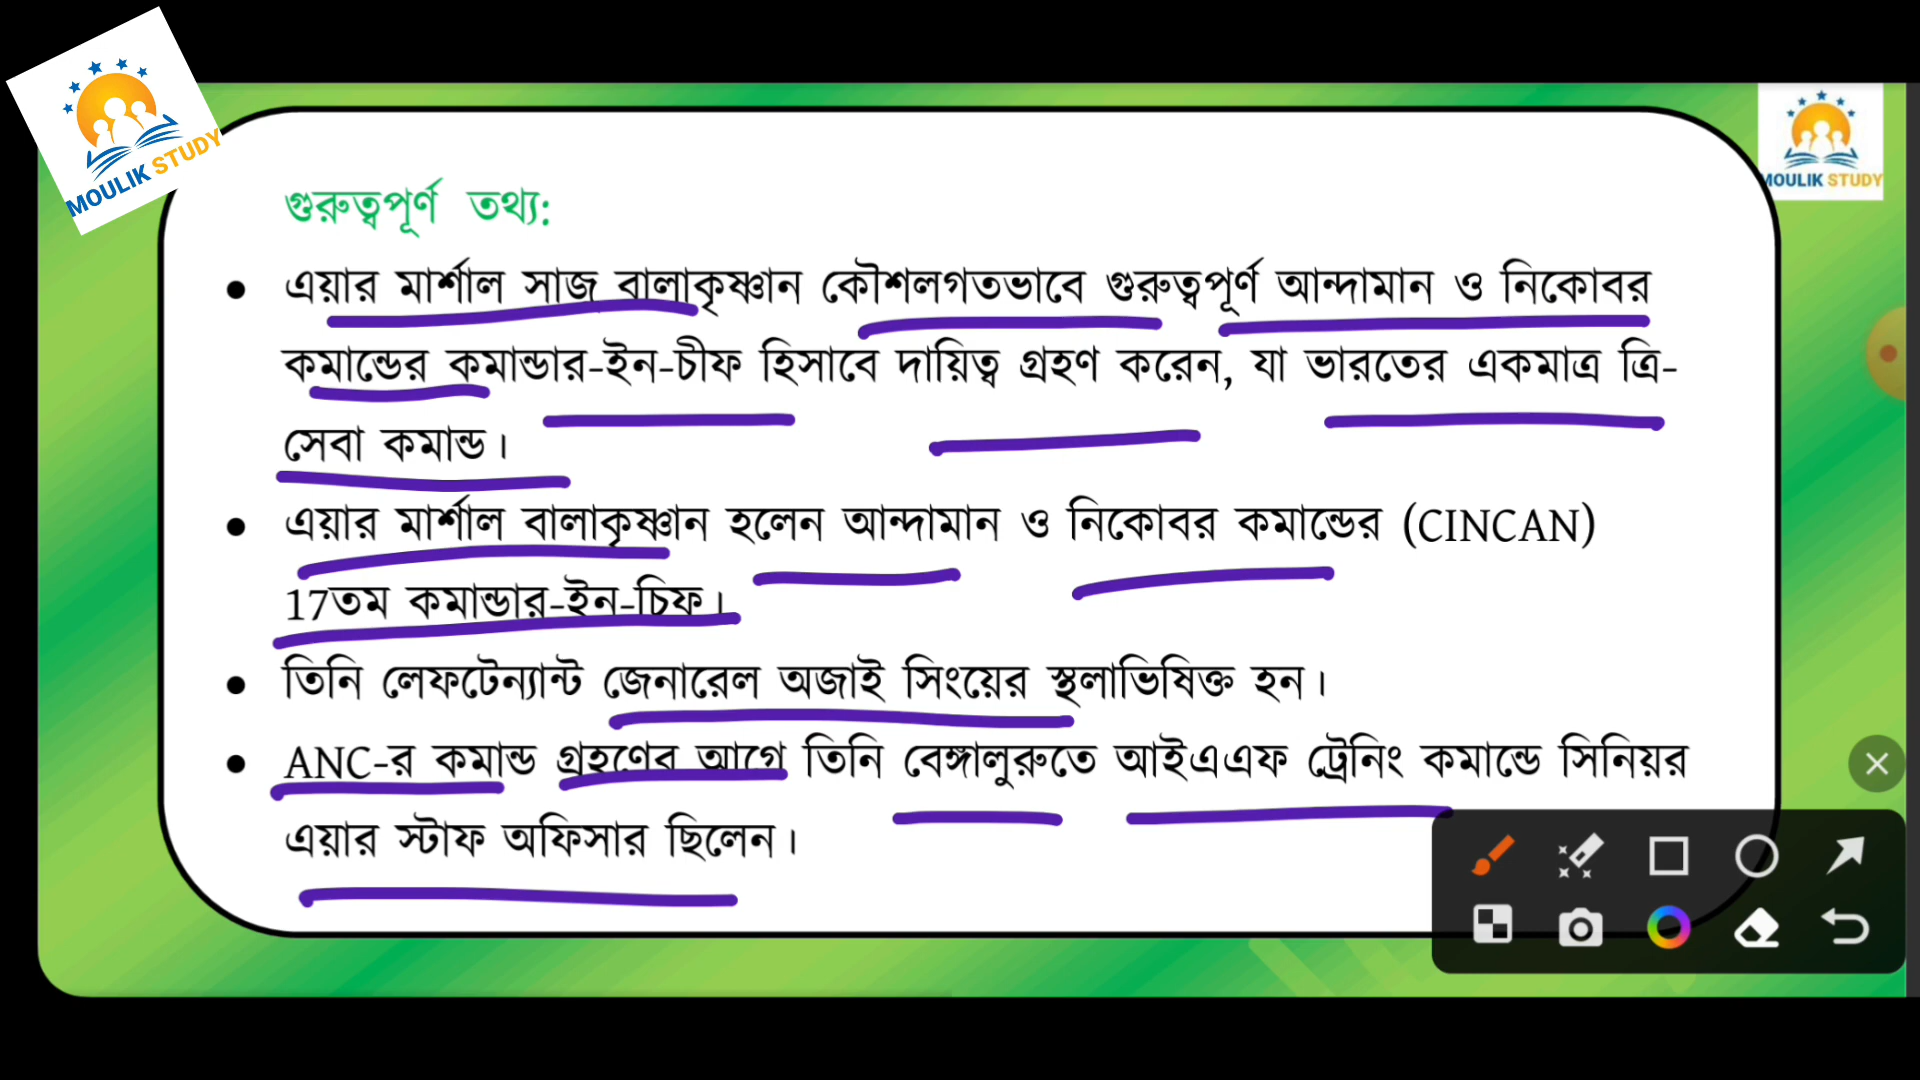 MOULIK STUDY
MOULIK STUDY
গুরুত্বপূর্ণ তথ্য:
● এয়ার মার্শাল সাজু বালাকৃষ্ণান কৌশলগতভাবে গুরুত্বপূর্ণ আন্দামান ও নিকোবর
কমান্ডের কমান্ডার-ইন-চীফ হিসাবে দায়িত্ব গ্রহণ করেন, যা ভারতের একমাত্র ত্রি-
সেবা কমান্ড।
● এয়ার মার্শাল বালাকৃষ্ণান হলেন আন্দামান ও নিকোবর কমান্ডের (CINCAN)
17তম কমান্ডার-ইন-চিফ।
● তিনি লেফটেন্যান্ট জেনারেল অজাই সিংয়ের স্থলাভিষিক্ত হন।
● ANC-র কমান্ড গ্রহণের আগে তিনি বেঙ্গালুরুতে আইএএফ ট্রেনিং কমান্ডে সিনিয়র
এয়ার স্টাফ অফিসার ছিলেন।